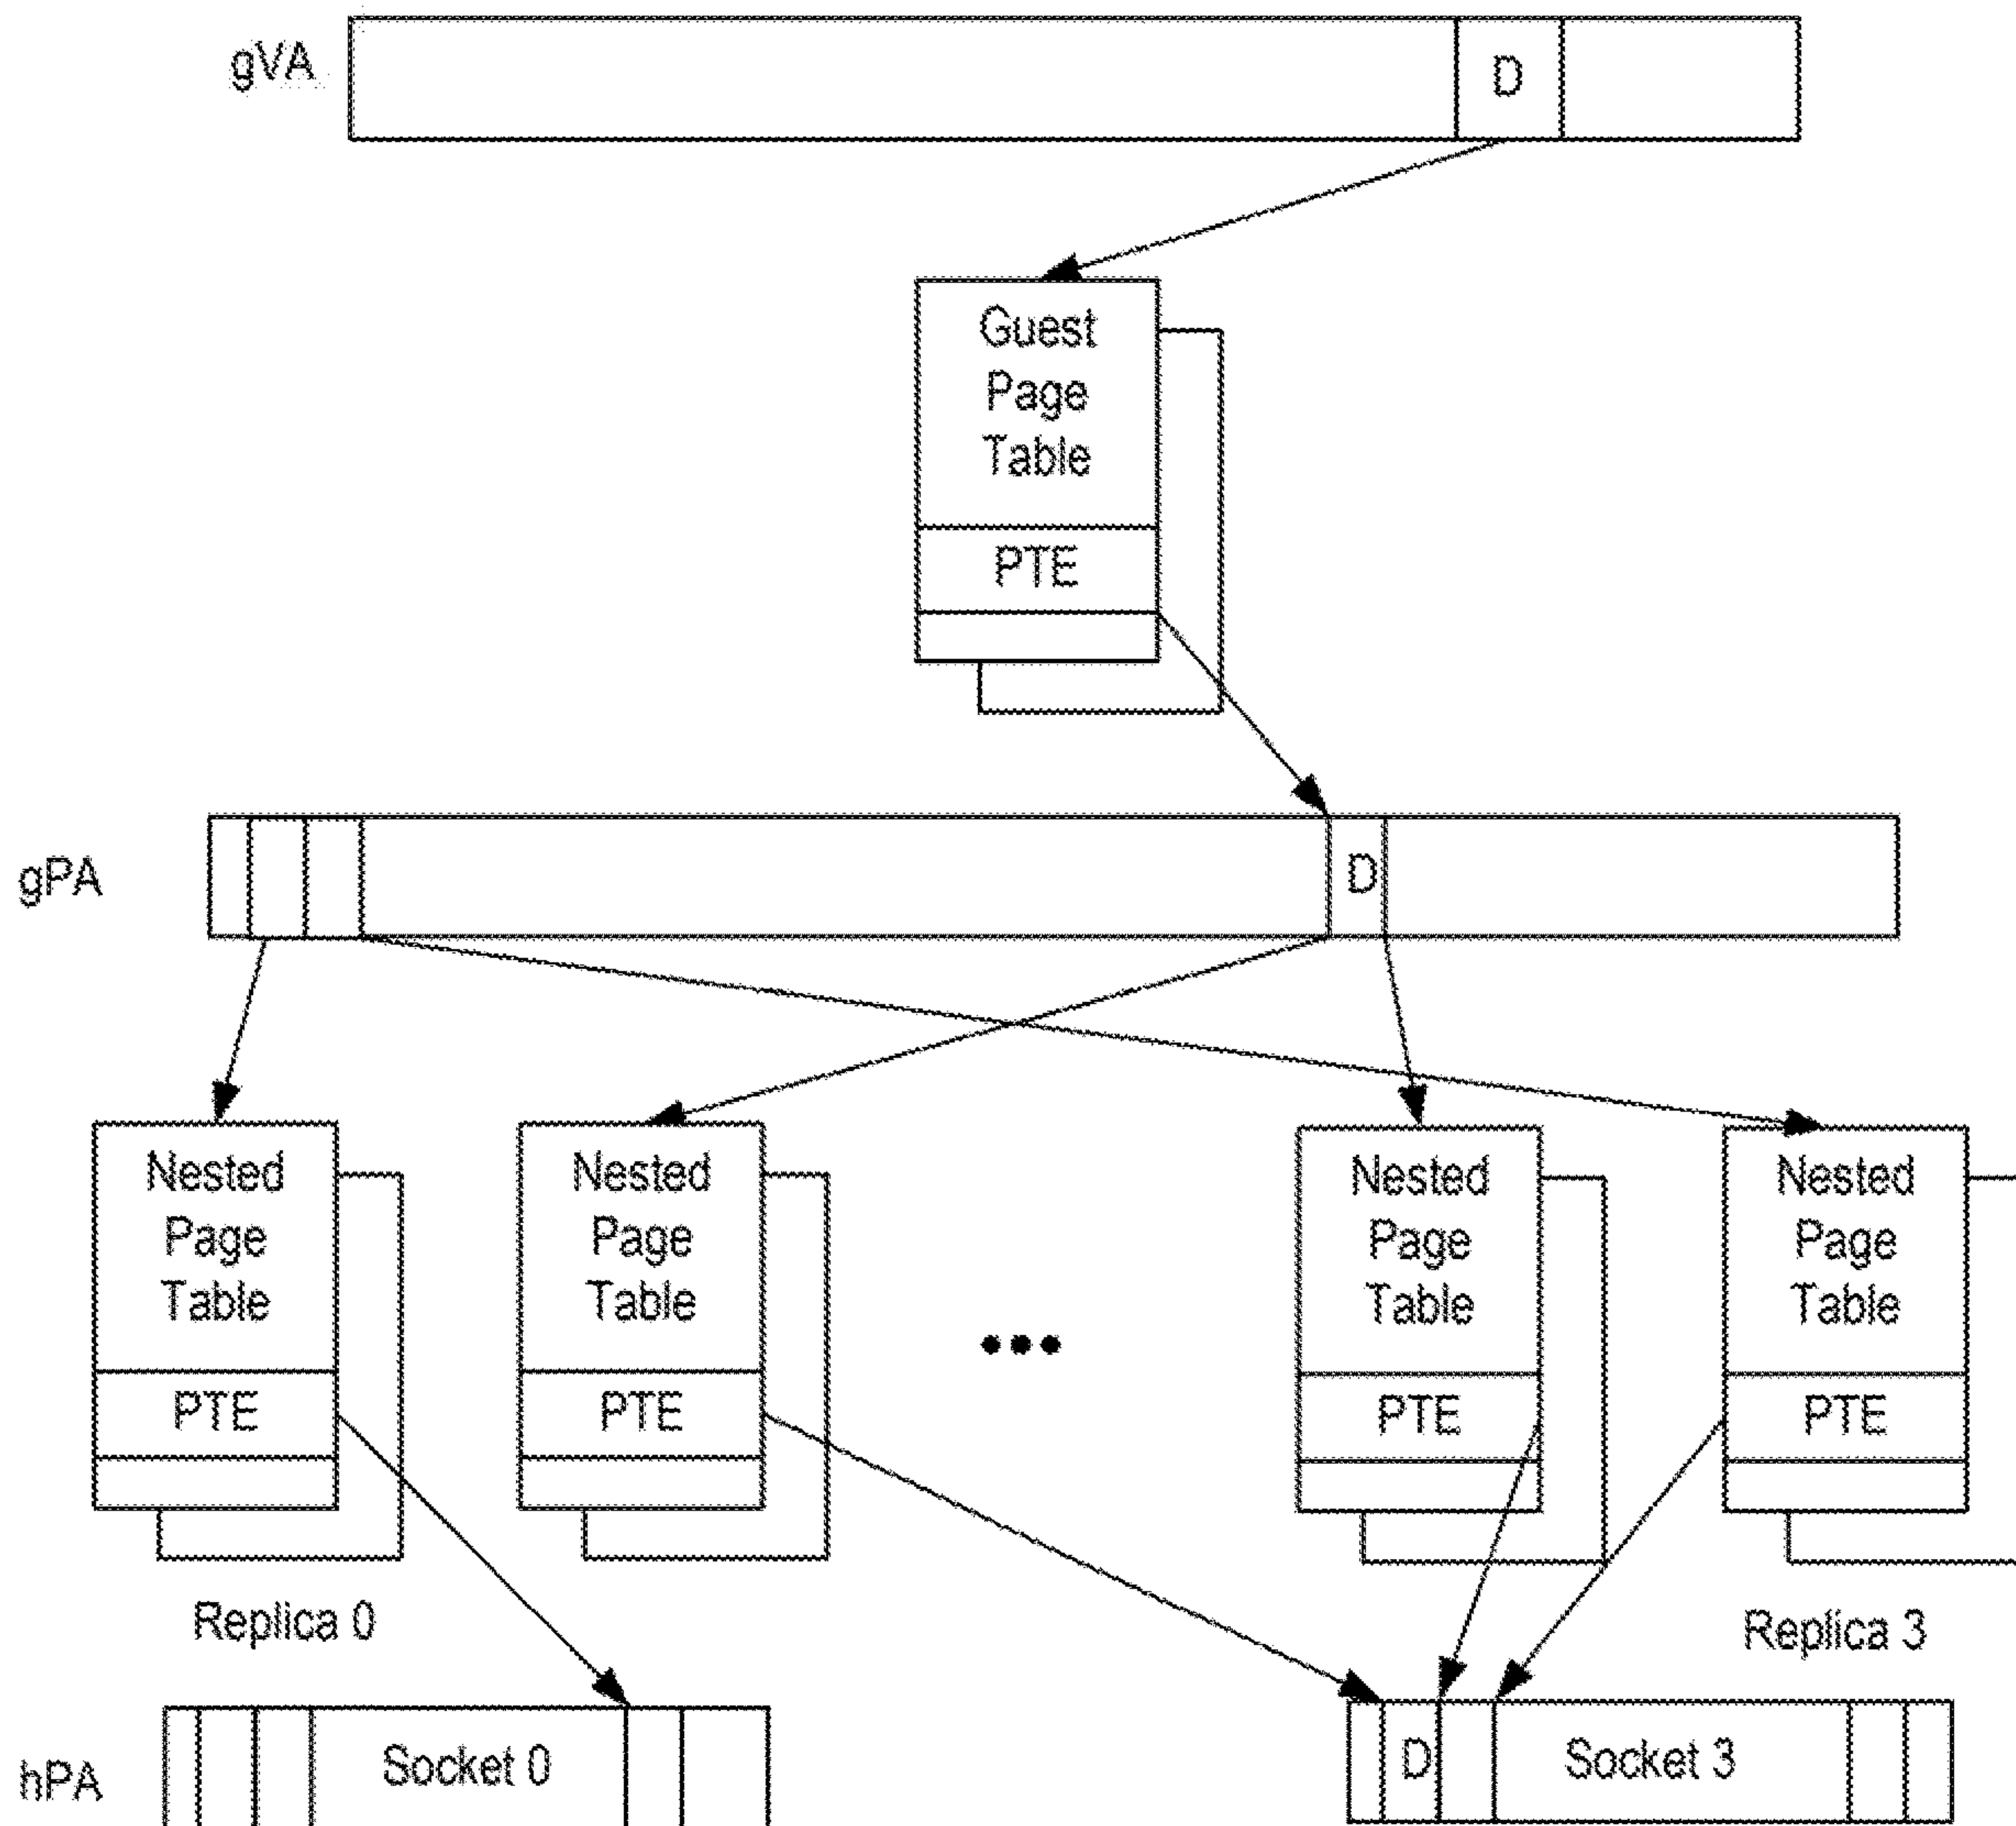 gVA
D
Guest
Page
Table
PTE
gPA
D
Nested
Page
Table
PTE
Nested
Page
Table
PTE
...
Nested
Page
Table
PTE
Nested
Page
Table
PTE
Replica 0
Replica 3
hPA
Socket 0
D
Socket 3